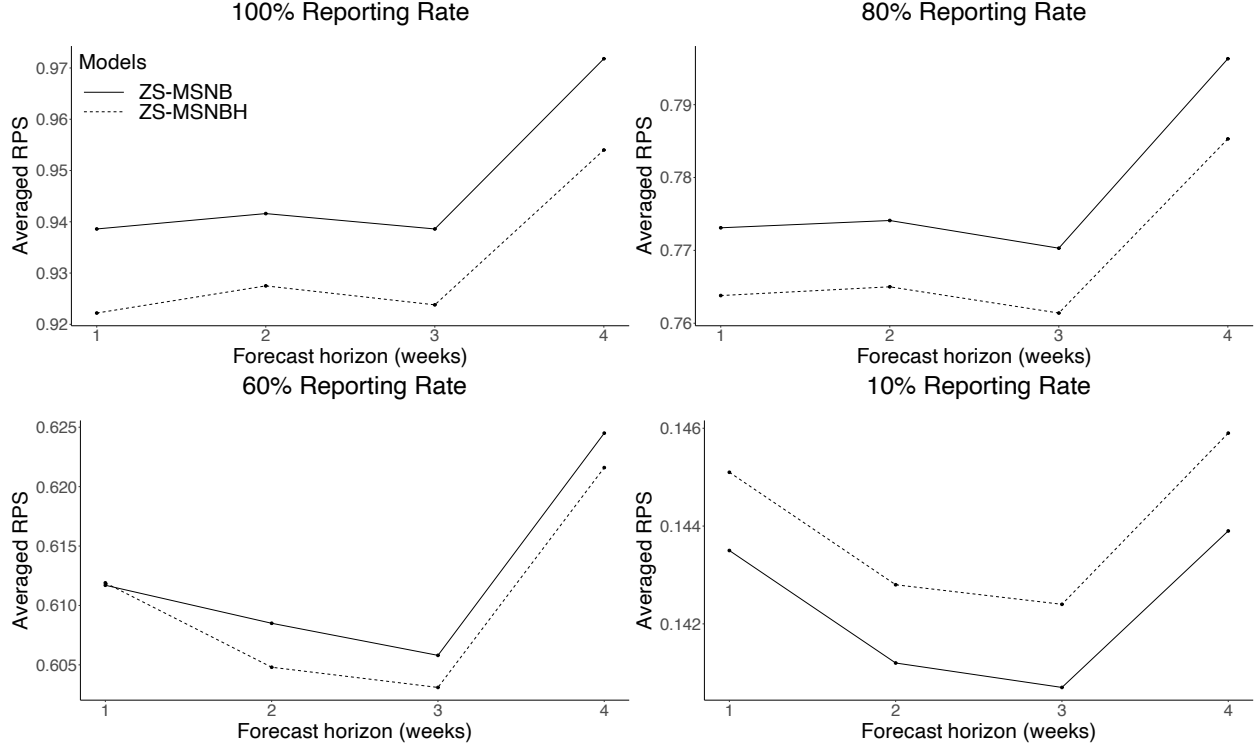 100% Reporting Rate
Averaged RPS
0.97
0.96
0.95
0.94
0.93
0.92
Models
ZS-MSNB
ZS-MSNBH
1 2 3 4
Forecast horizon (weeks)
80% Reporting Rate
Averaged RPS
0.79
0.78
0.77
0.76
1 2 3 4
Forecast horizon (weeks)
60% Reporting Rate
Averaged RPS
0.625
0.620
0.615
0.610
0.605
1 2 3 4
Forecast horizon (weeks)
10% Reporting Rate
Averaged RPS
0.146
0.144
0.142
1 2 3 4
Forecast horizon (weeks)